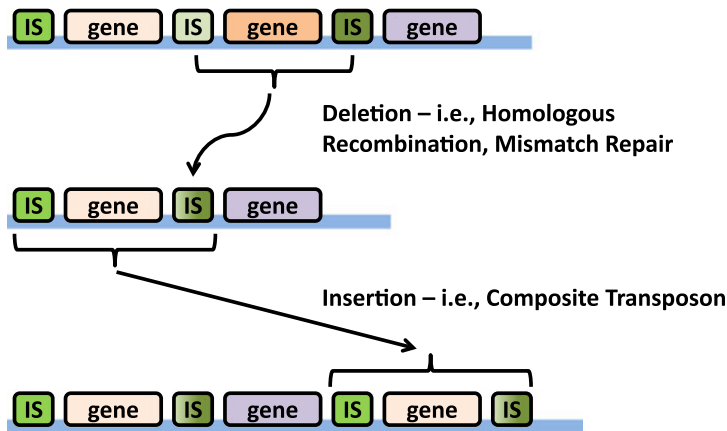 IS gene IS gene IS gene
Deletion – i.e., Homologous
Recombination, Mismatch Repair
IS gene IS gene
Insertion – i.e., Composite Transposon
IS gene IS gene IS gene IS